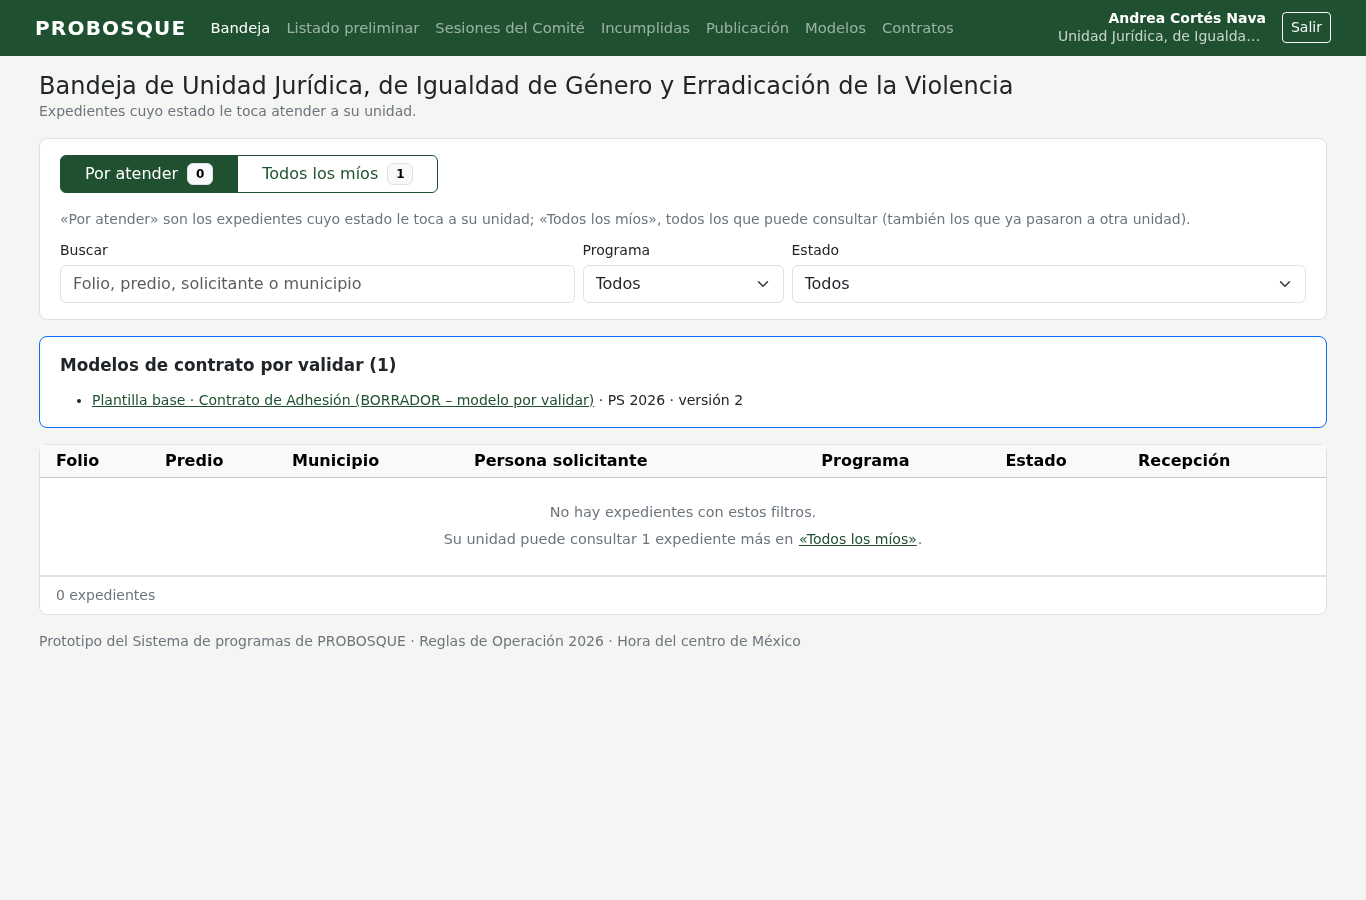 PROBOSQUE
Bandeja
Listado preliminar
Sesiones del Comité
Incumplidas
Publicación
Modelos
Contratos
Andrea Cortés Nava
Unidad Jurídica, de Igualda...
Salir
Bandeja de Unidad Jurídica, de Igualdad de Género y Erradicación de la Violencia
Expedientes cuyo estado le toca atender a su unidad.
Por atender 0
Todos los míos 1
«Por atender» son los expedientes cuyo estado le toca a su unidad; «Todos los míos», todos los que puede consultar (también los que ya pasaron a otra unidad).
Buscar
Programa
Estado
Folio, predio, solicitante o municipio
Todos
Todos
Modelos de contrato por validar (1)
• Plantilla base · Contrato de Adhesión (BORRADOR – modelo por validar) · PS 2026 · versión 2
Folio Predio Municipio Persona solicitante Programa Estado Recepción
No hay expedientes con estos filtros.
Su unidad puede consultar 1 expediente más en «Todos los míos».
0 expedientes
Prototipo del Sistema de programas de PROBOSQUE · Reglas de Operación 2026 · Hora del centro de México